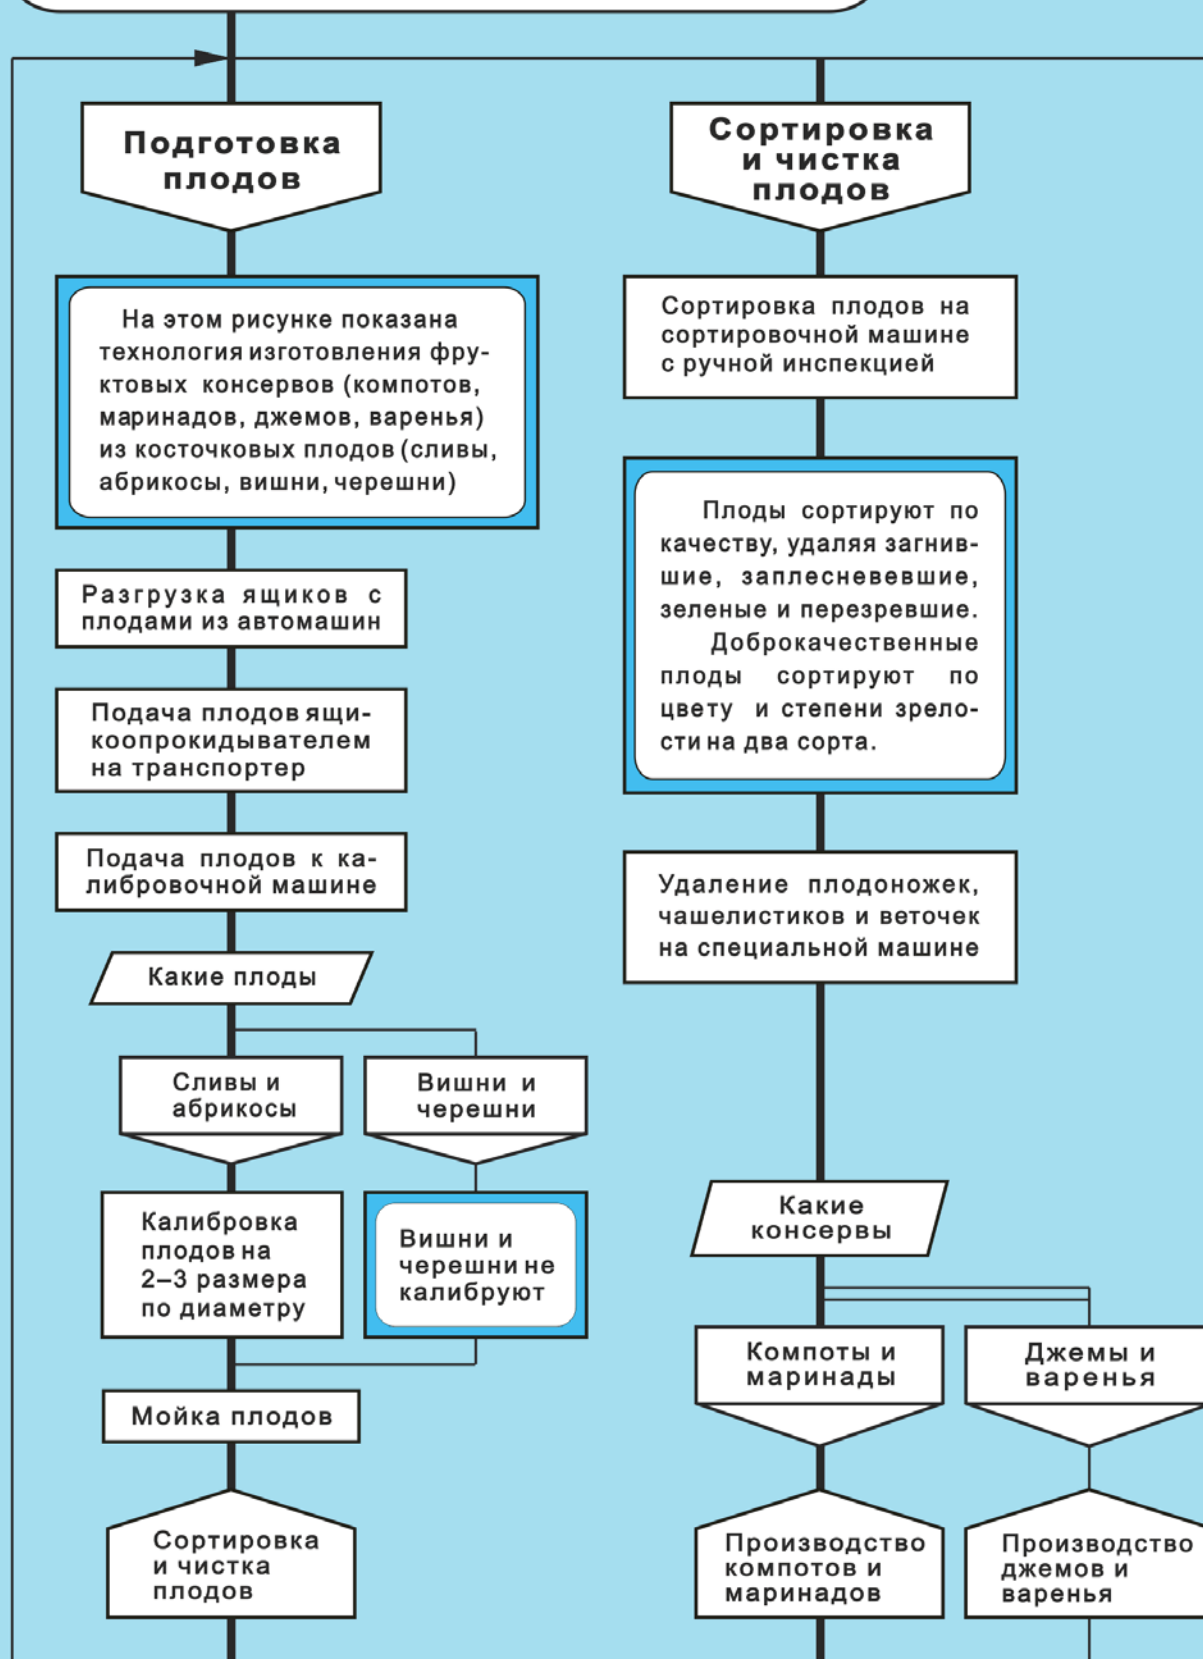 Подготовка
плодов
На этом рисунке показана
технология изготовления фру-
ктовых консервов (компотов,
маринадов, джемов, варенья)
из косточковых плодов (сливы,
абрикосы, вишни, черешни)
Разгрузка ящиков с
плодами из автомашин
Подача плодов ящи-
коопрокидывателем
на транспортер
Подача плодов к ка-
либровочной машине
Какие плоды
Сливы и
абрикосы
Вишни и
черешни
Калибровка
плодов на
2–3 размера
по диаметру
Вишни и
черешни не
калибруют
Мойка плодов
Сортировка
и чистка
плодов
Сортировка
и чистка
плодов
Сортировка плодов на
сортировочной машине
с ручной инспекцией
Плоды сортируют по
качеству, удаляя загнив-
шие, заплесневевшие,
зеленые и перезревшие.
Доброкачественные
плоды сортируют по
цвету и степени зрело-
сти на два сорта.
Удаление плодоножек,
чашелистиков и веточек
на специальной машине
Какие
консервы
Компоты и
маринады
Джемы и
варенья
Производство
компотов и
маринадов
Производство
джемов и
варенья